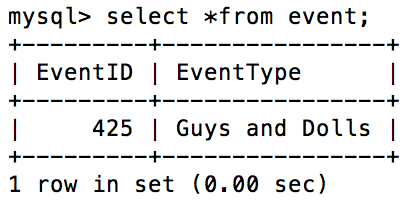 mysql> select *from event;
+---------+----------------+
| EventID | EventType      |
+---------+----------------+
|     425 | Guys and Dolls |
+---------+----------------+
1 row in set (0.00 sec)